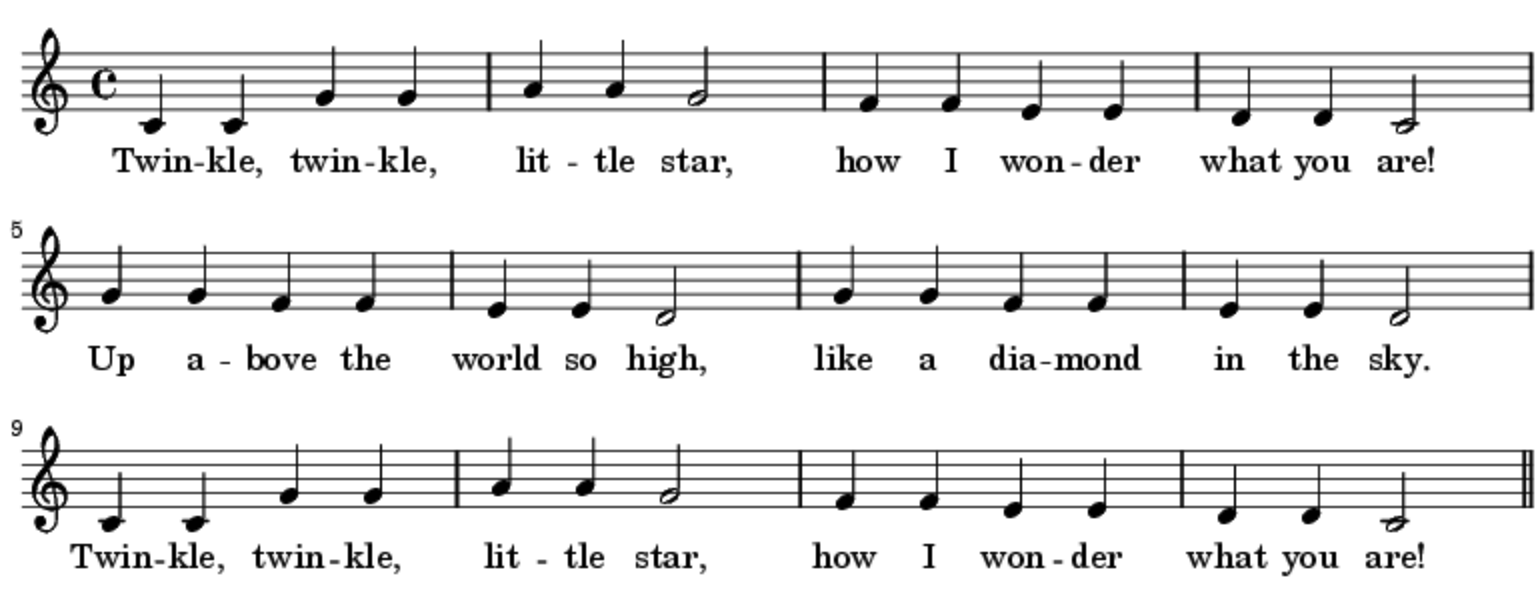 Twin-kle, twin-kle, lit - tle star, how I won-der what you are!
5
Up a - bove the world so high, like a dia-mond in the sky.
9
Twin-kle, twin-kle, lit - tle star, how I won-der what you are!